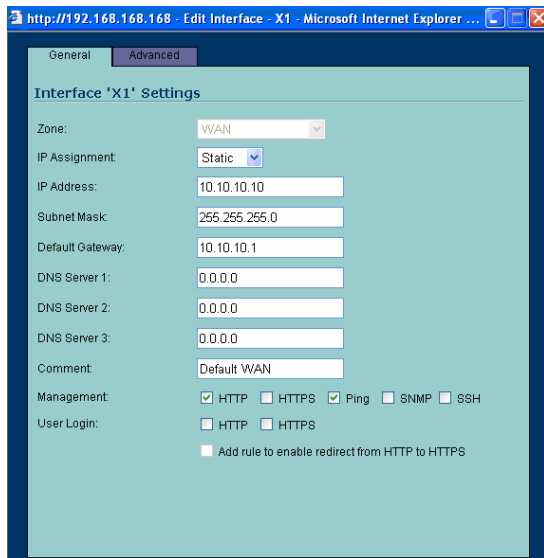 http://192.168.168.168 - Edit Interface - X1 - Microsoft Internet Explorer ...
General Advanced
Interface 'X1' Settings
Zone: WAN
IP Assignment: Static
IP Address: 10.10.10.10
Subnet Mask: 255.255.255.0
Default Gateway: 10.10.10.1
DNS Server 1: 0.0.0.0
DNS Server 2: 0.0.0.0
DNS Server 3: 0.0.0.0
Comment: Default WAN
Management: HTTP HTTPS Ping SNMP SSH
User Login: HTTP HTTPS
Add rule to enable redirect from HTTP to HTTPS